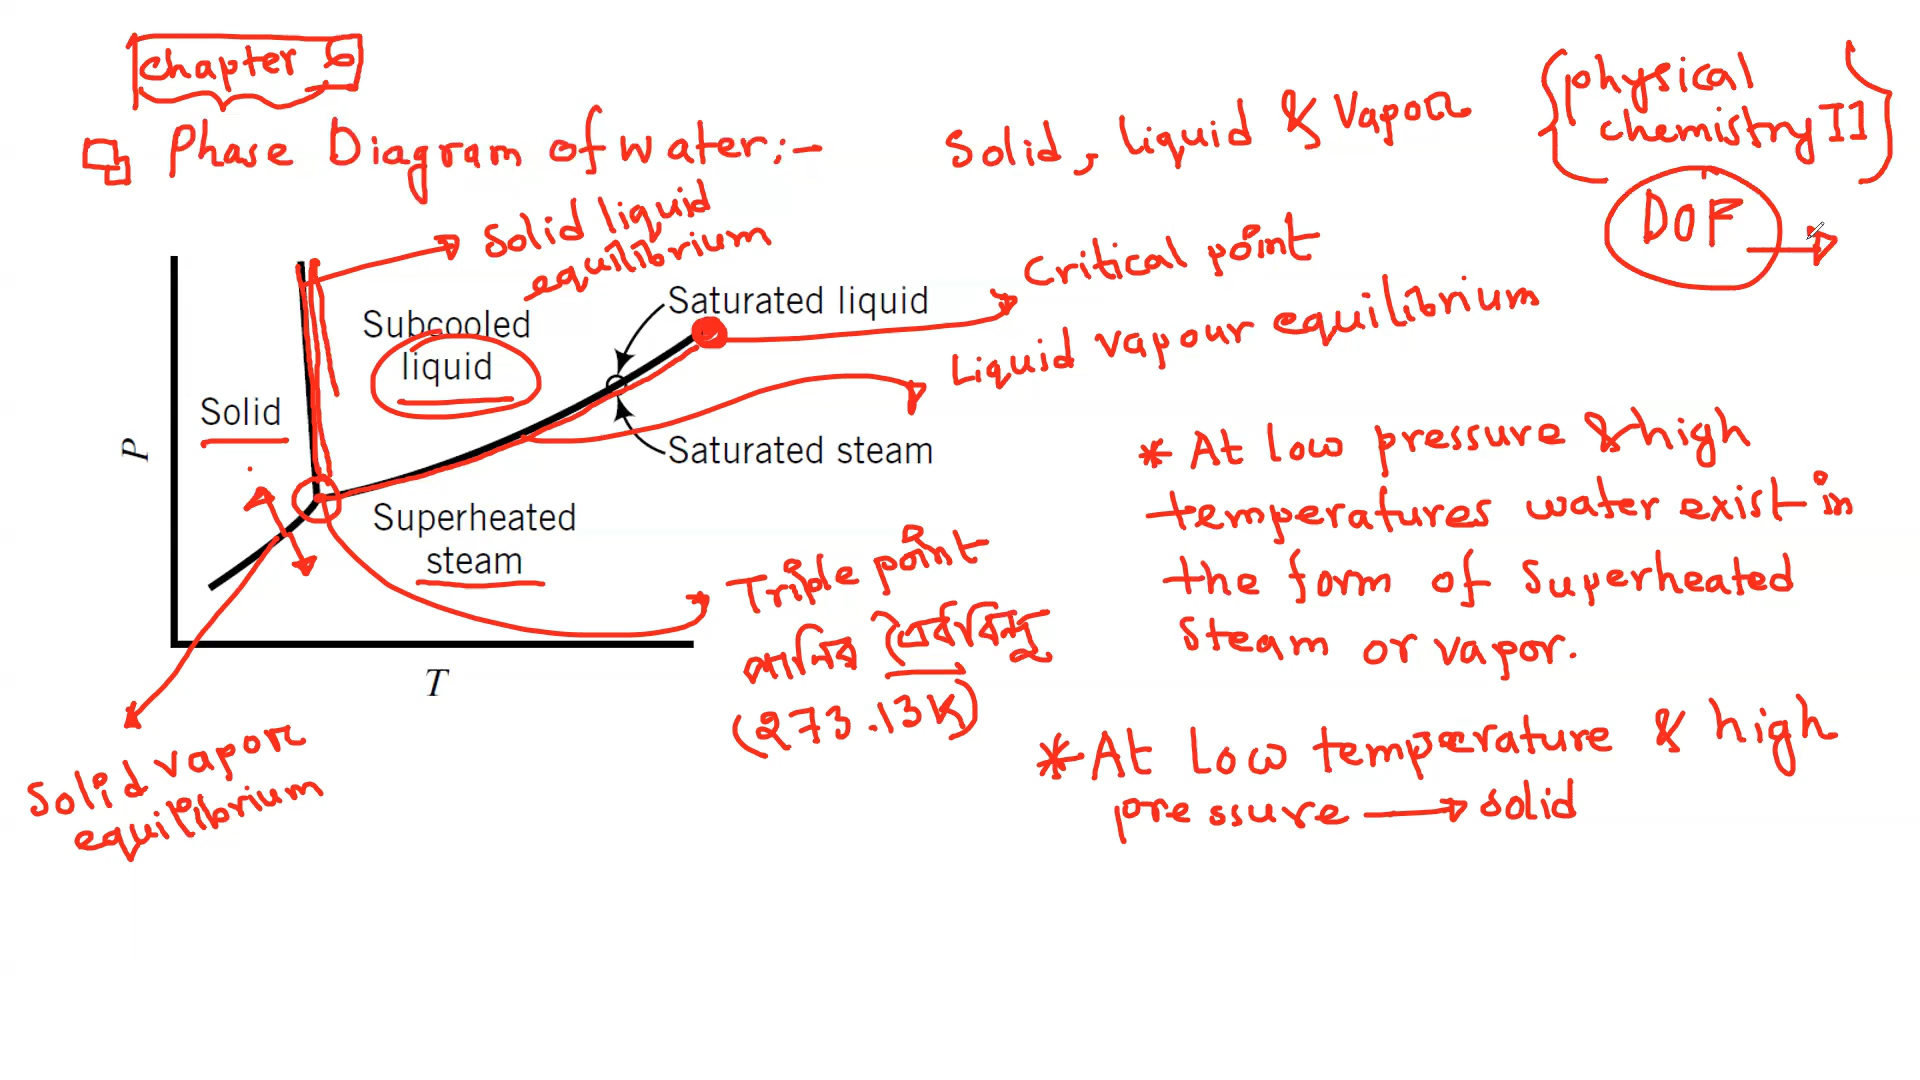 Chapter 6
Phase Diagram of water:-
Solid, liquid & Vapor
{physical
chemistry II}
DOF
Solid liquid
equilibrium
Critical point
Liquid vapour equilibrium
Saturated liquid
Subcooled
liquid
Solid
P
Saturated steam
Superheated
steam
T
Triple point
পানির ত্রৈধবিন্দু
(273.13K)
Solid vapor
equilibrium
* At low pressure & high
temperatures water exist in
the form of Superheated
Steam or vapor.
* At Low temperature & high
pressure → solid